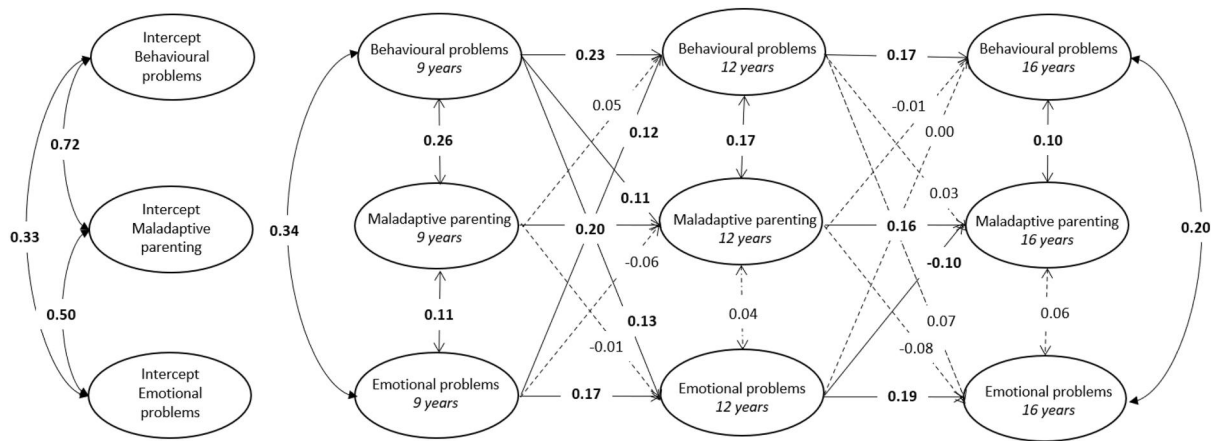 Intercept
Behavioural
problems
0.72
Intercept
Maladaptive
parenting
0.33
0.50
Intercept
Emotional
problems
Behavioural problems
9 years
0.26
0.34
Maladaptive parenting
9 years
0.11
Emotional problems
9 years
0.23
0.05
0.12
0.11
0.20
-0.06
0.13
-0.01
0.17
Behavioural problems
12 years
0.17
Maladaptive parenting
12 years
0.04
Emotional problems
12 years
0.17
-0.01
0.00
0.03
0.16
-0.10
0.07
-0.08
0.19
Behavioural problems
16 years
0.10
Maladaptive parenting
16 years
0.20
0.06
Emotional problems
16 years